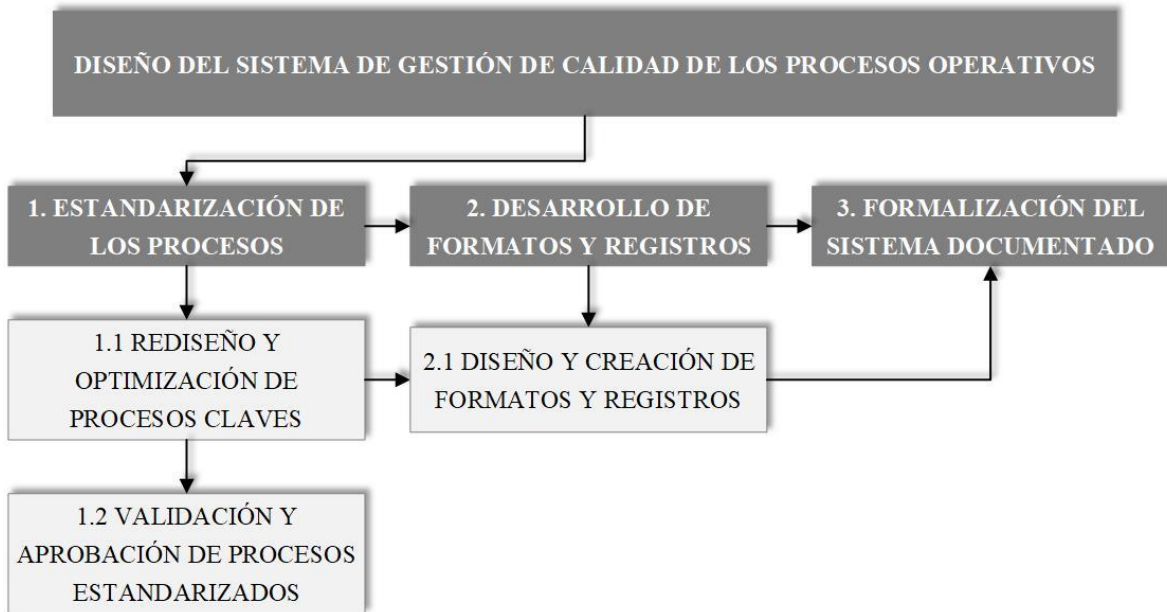 DISEÑO DEL SISTEMA DE GESTIÓN DE CALIDAD DE LOS PROCESOS OPERATIVOS
1. ESTANDARIZACIÓN DE
LOS PROCESOS
2. DESARROLLO DE
FORMATOS Y REGISTROS
3. FORMALIZACIÓN DEL
SISTEMA DOCUMENTADO
1.1 REDISEÑO Y
OPTIMIZACIÓN DE
PROCESOS CLAVES
2.1 DISEÑO Y CREACIÓN DE
FORMATOS Y REGISTROS
1.2 VALIDACIÓN Y
APROBACIÓN DE PROCESOS
ESTANDARIZADOS